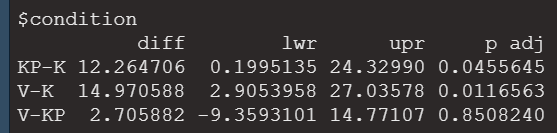 $condition
diff lwr upr p adj
KP-K 12.264706 0.1995135 24.32990 0.0455645
V-K 14.970588 2.9053958 27.03578 0.0116563
V-KP 2.705882 -9.3593101 14.77107 0.8508240